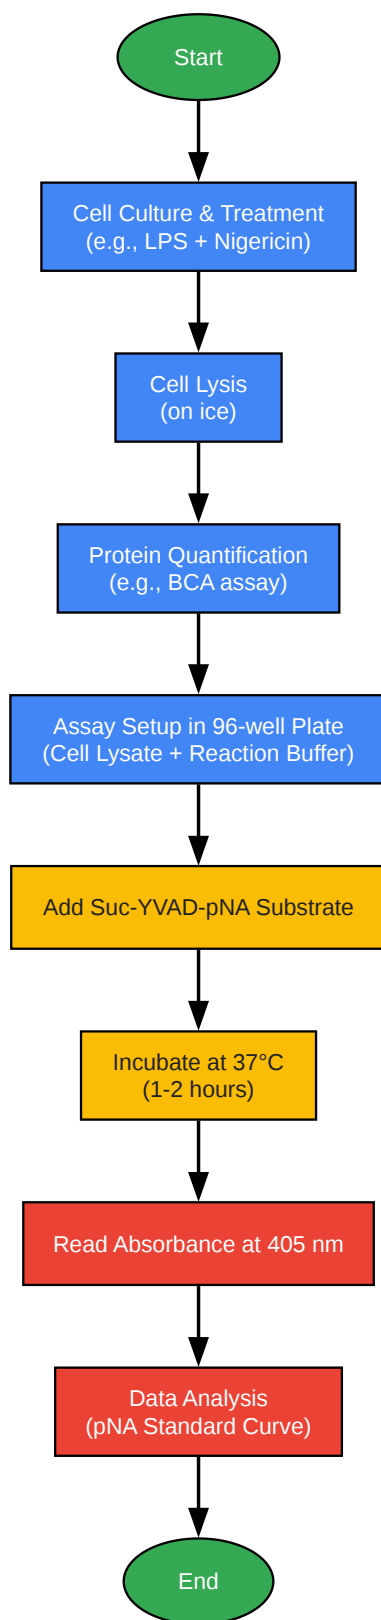 Start
Cell Culture & Treatment
(e.g., LPS + Nigericin)
Cell Lysis
(on ice)
Protein Quantification
(e.g., BCA assay)
Assay Setup in 96-well Plate
(Cell Lysate + Reaction Buffer)
Add Suc-YVAD-pNA Substrate
Incubate at 37°C
(1-2 hours)
Read Absorbance at 405 nm
Data Analysis
(pNA Standard Curve)
End